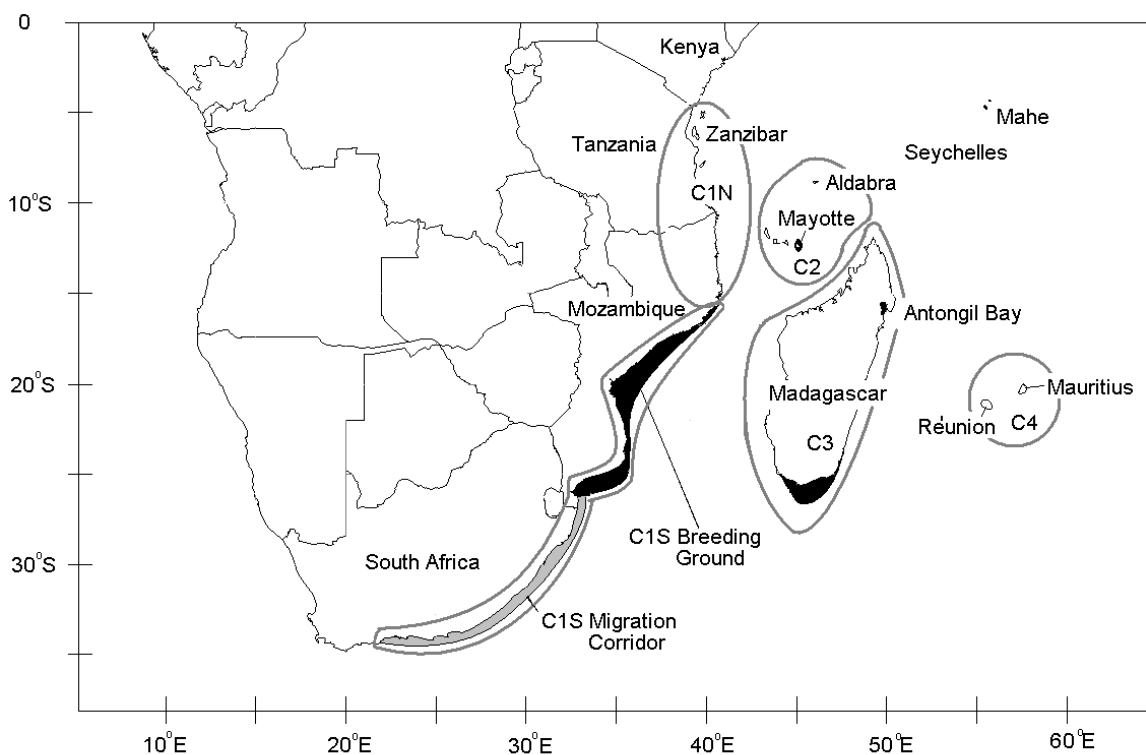 0
Kenya
Mahe
Zanzibar
Tanzania
Seychelles
Aldabra
C1N
10°S
Mayotte
C2
Mozambique
Antongil Bay
20°S
Madagascar
Mauritius
Réunion
C4
C3
C1S Breeding
Ground
South Africa
30°S
C1S Migration
Corridor
10°E
20°E
30°E
40°E
50°E
60°E